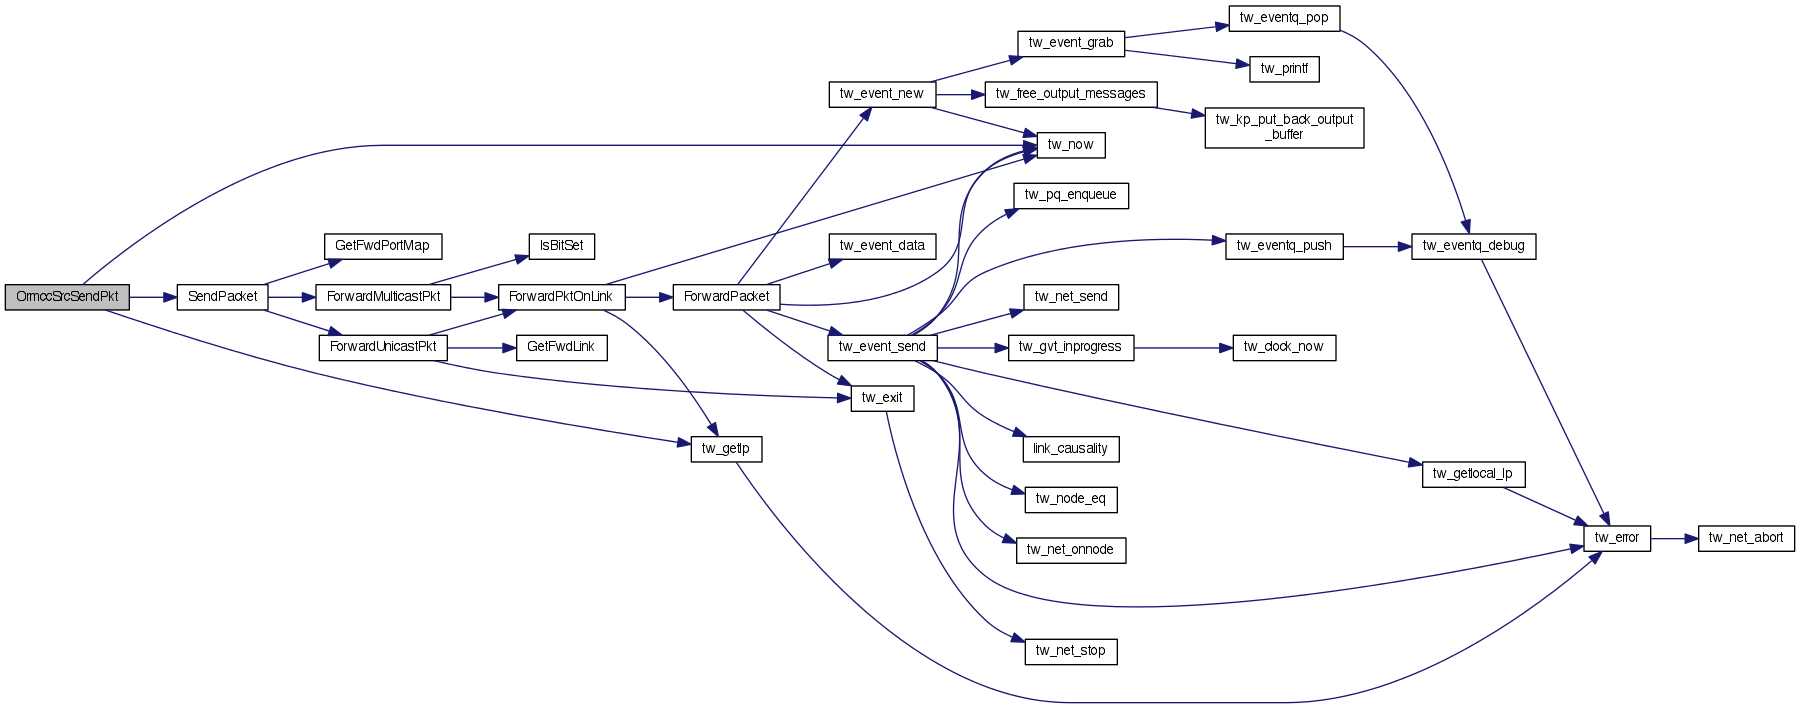 tw_eventq_pop
tw_event_grab
tw_printf
tw_event_new
tw_free_output_messages
tw_kp_put_back_output
_buffer
tw_now
tw_pq_enqueue
GetFwdPortMap
IsBitSet
tw_event_data
tw_eventq_push
tw_eventq_debug
OrmccSrcSendPkt
SendPacket
ForwardMulticastPkt
ForwardPktOnLink
ForwardPacket
tw_net_send
ForwardUnicastPkt
GetFwdLink
tw_event_send
tw_gvt_inprogress
tw_clock_now
tw_exit
tw_getlp
link_causality
tw_getlocal_lp
tw_node_eq
tw_net_onnode
tw_error
tw_net_abort
tw_net_stop